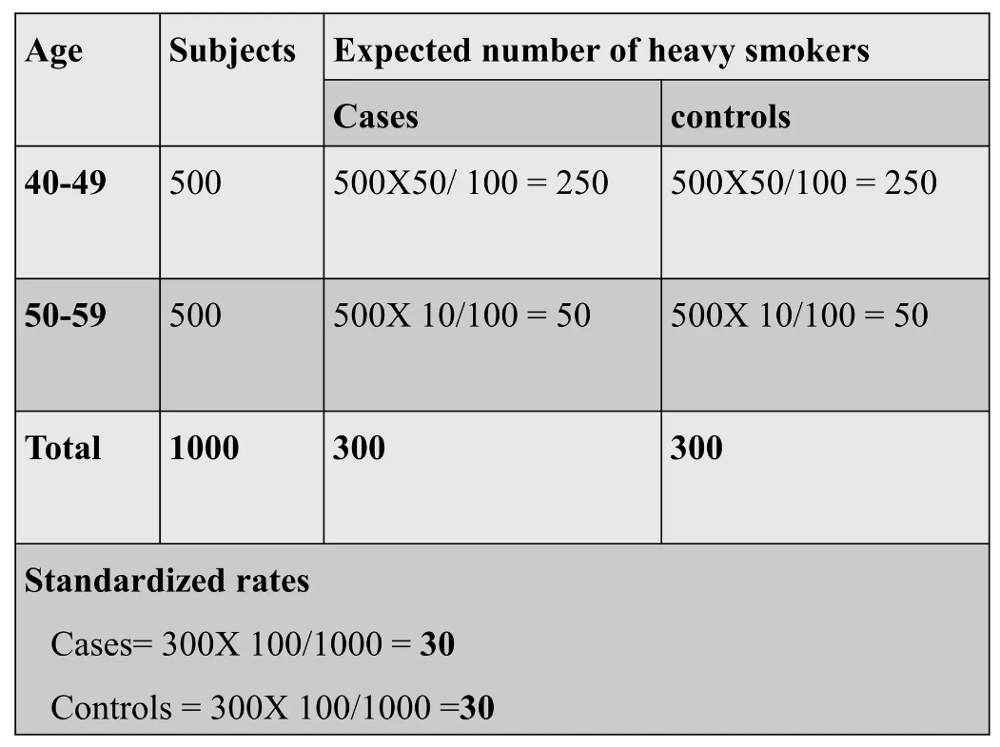 Age Subjects Expected number of heavy smokers
Cases controls
40-49 500 500X50/ 100 = 250 500X50/100 = 250
50-59 500 500X 10/100 = 50 500X 10/100 = 50
Total 1000 300 300
Standardized rates
Cases= 300X 100/1000 = 30
Controls = 300X 100/1000 =30